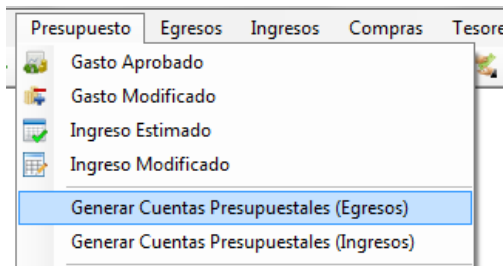 Presupuesto Egresos Ingresos Compras Tesore
Gasto Aprobado
Gasto Modificado
Ingreso Estimado
Ingreso Modificado
Generar Cuentas Presupuestales (Egresos)
Generar Cuentas Presupuestales (Ingresos)